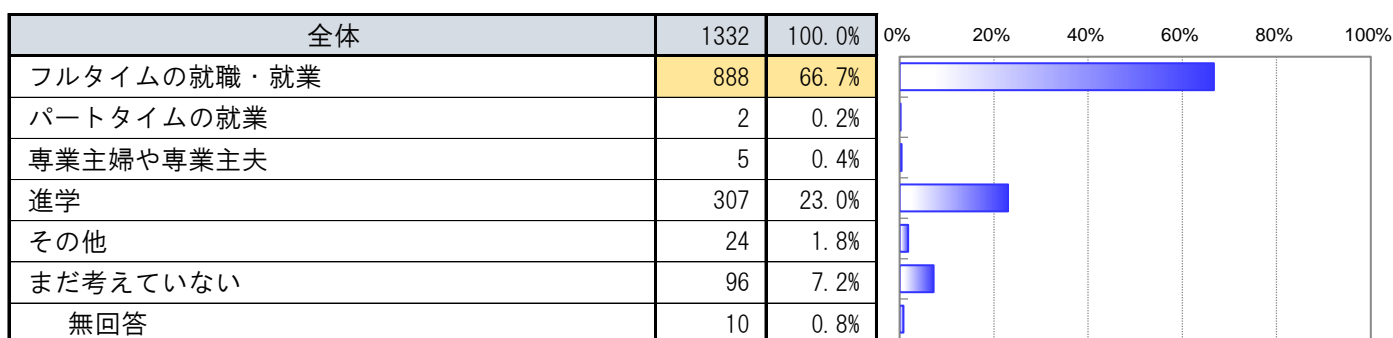 全体 1332 100.0% 0% 20% 40% 60% 80% 100%
フルタイムの就職・就業 888 66.7%
パートタイムの就業 2 0.2%
専業主婦や専業主夫 5 0.4%
進学 307 23.0%
その他 24 1.8%
まだ考えていない 96 7.2%
無回答 10 0.8%